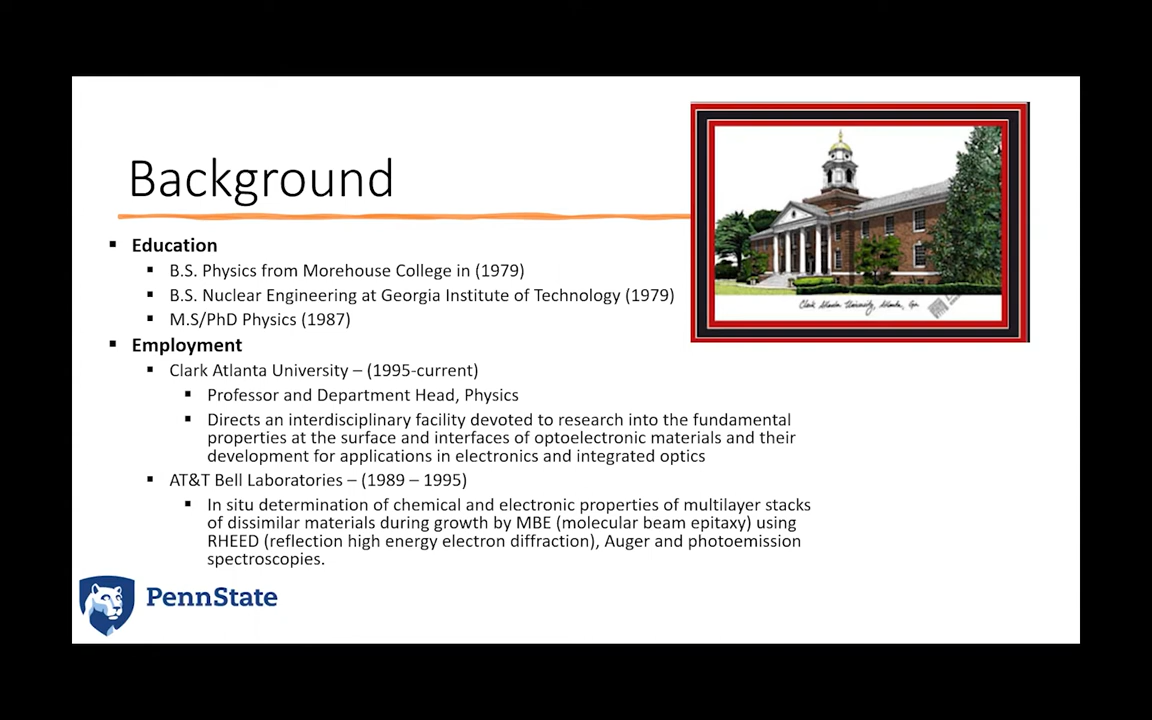 Background
Education
B.S. Physics from Morehouse College in (1979)
B.S. Nuclear Engineering at Georgia Institute of Technology (1979)
M.S/PhD Physics (1987)
Employment
Clark Atlanta University – (1995-current)
Professor and Department Head, Physics
Directs an interdisciplinary facility devoted to research into the fundamental
properties at the surface and interfaces of optoelectronic materials and their
development for applications in electronics and integrated optics
AT&T Bell Laboratories – (1989 – 1995)
In situ determination of chemical and electronic properties of multilayer stacks
of dissimilar materials during growth by MBE (molecular beam epitaxy) using
RHEED (reflection high energy electron diffraction), Auger and photoemission
spectroscopies.
Clark Atlanta University, Atlanta, Ga.
PennState